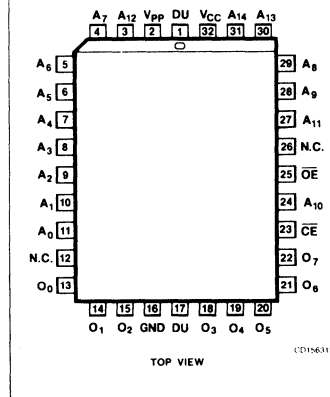 A7 A12 VPP DU VCC A14 A13
4 3 2 1 32 31 30
A6 5 29 A8
A5 6 28 A9
A4 7 27 A11
A3 8 26 N.C.
A2 9 25 OE
A1 10 24 A10
A0 11 23 CE
N.C. 12 22 O7
O0 13 21 O6
14 15 16 17 18 19 20
O1 O2 GND DU O3 O4 O5
CD15631
TOP VIEW